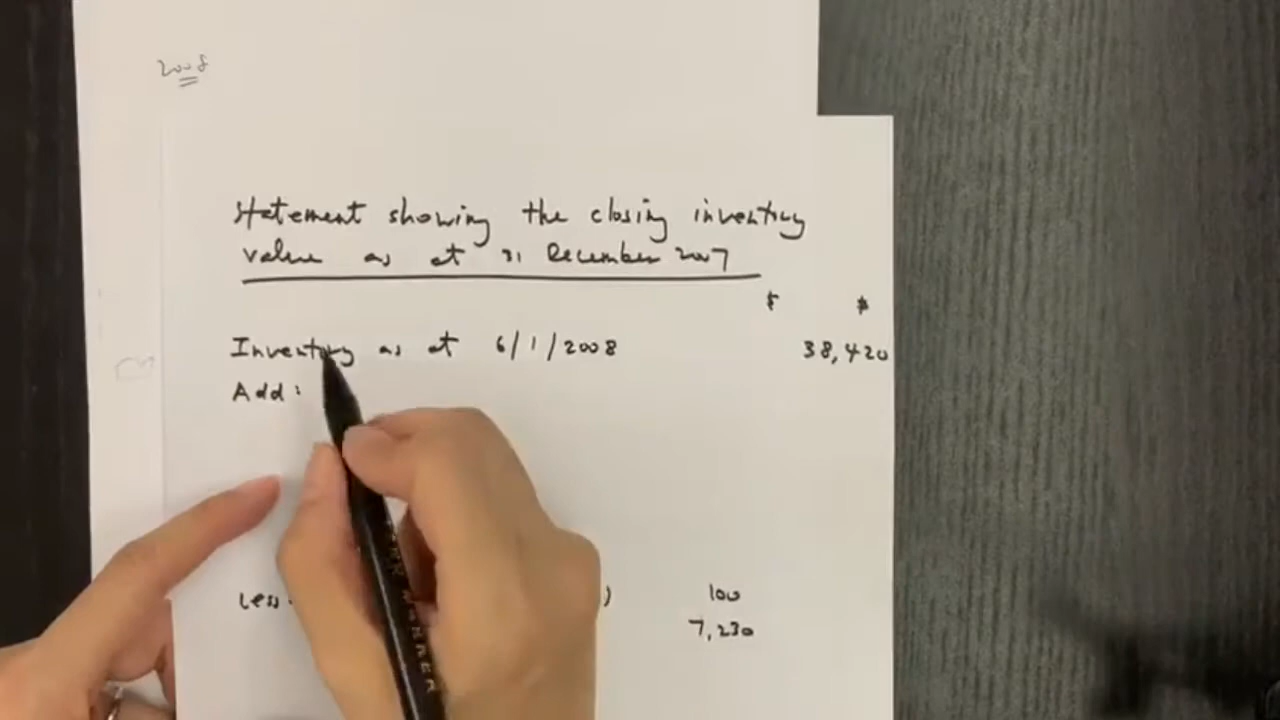 2008
Statement showing the closing inventory
value as at 31 December 2007
$ $
Inventory as at 6/1/2008 38,420
Add:
Less: ) 100
7,230